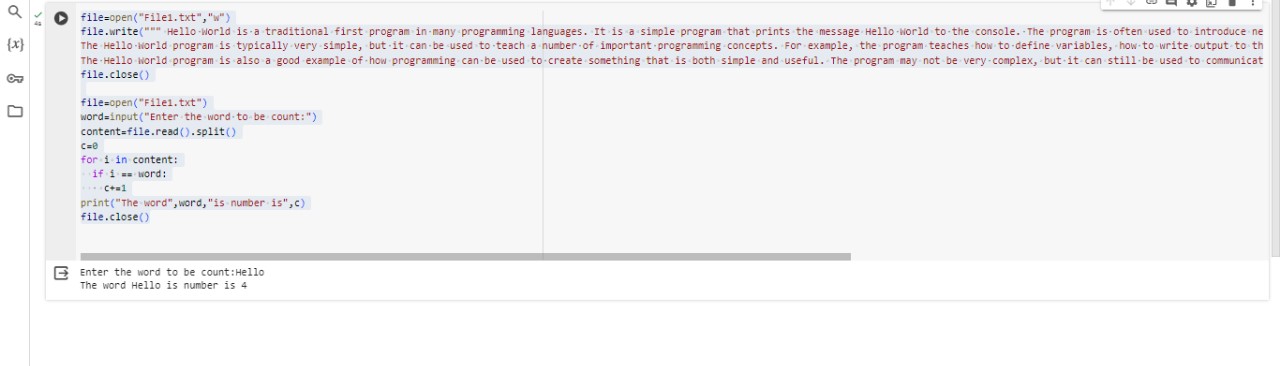 file=open("File1.txt","w")
file.write(""" Hello World is a traditional first program in many programming languages. It is a simple program that prints the message Hello World to the console. The program is often used to introduce ne
The Hello World program is typically very simple, but it can be used to teach a number of important programming concepts. For example, the program teaches how to define variables, how to write output to th
The Hello World program is also a good example of how programming can be used to create something that is both simple and useful. The program may not be very complex, but it can still be used to communicat
file.close()
file=open("File1.txt")
word=input("Enter the word to be count:")
content=file.read().split()
c=0
for i in content:
  if i == word:
    c+=1
print("The word",word,"is number is",c)
file.close()
Enter the word to be count:Hello
The word Hello is number is 4